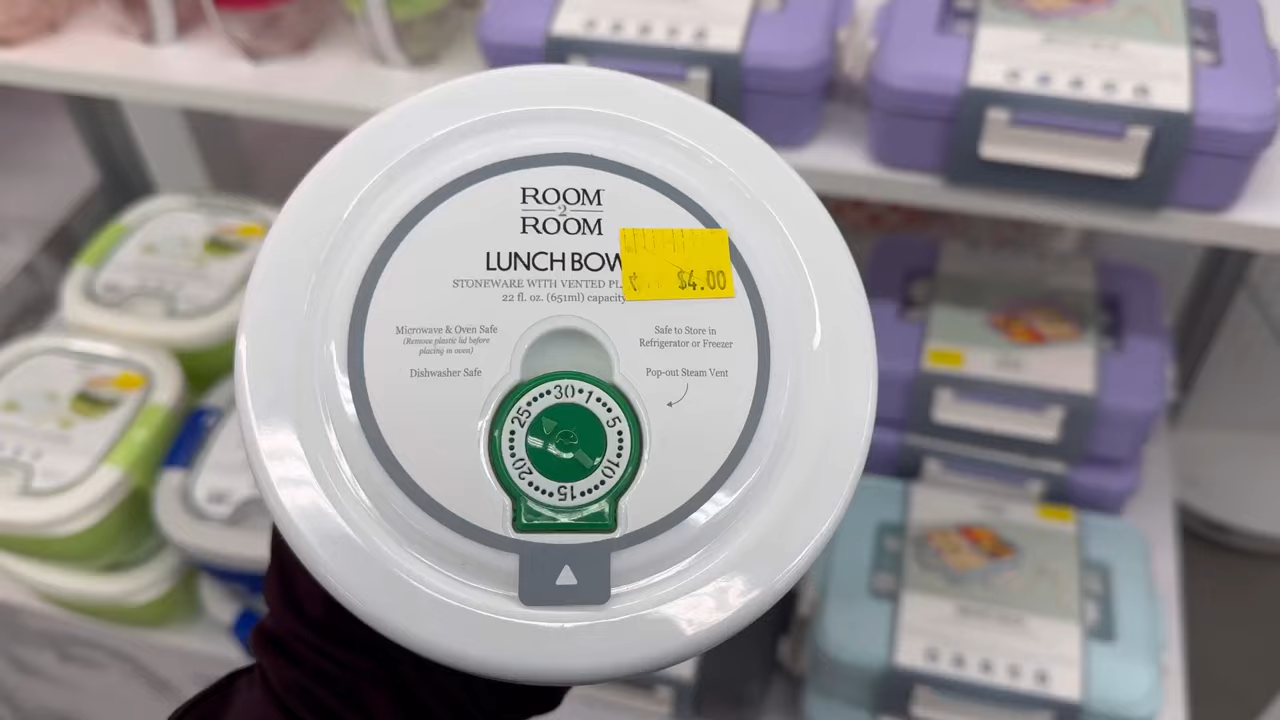 ROOM
2
ROOM
LUNCH BOW
$4.00
STONEWARE WITH VENTED PL
22 fl. oz. (651ml) capacity
Microwave & Oven Safe
(Remove plastic lid before
placing in oven)
Dishwasher Safe
Safe to Store in
Refrigerator or Freezer
Pop-out Steam Vent
30 1 5 10 15 20 25